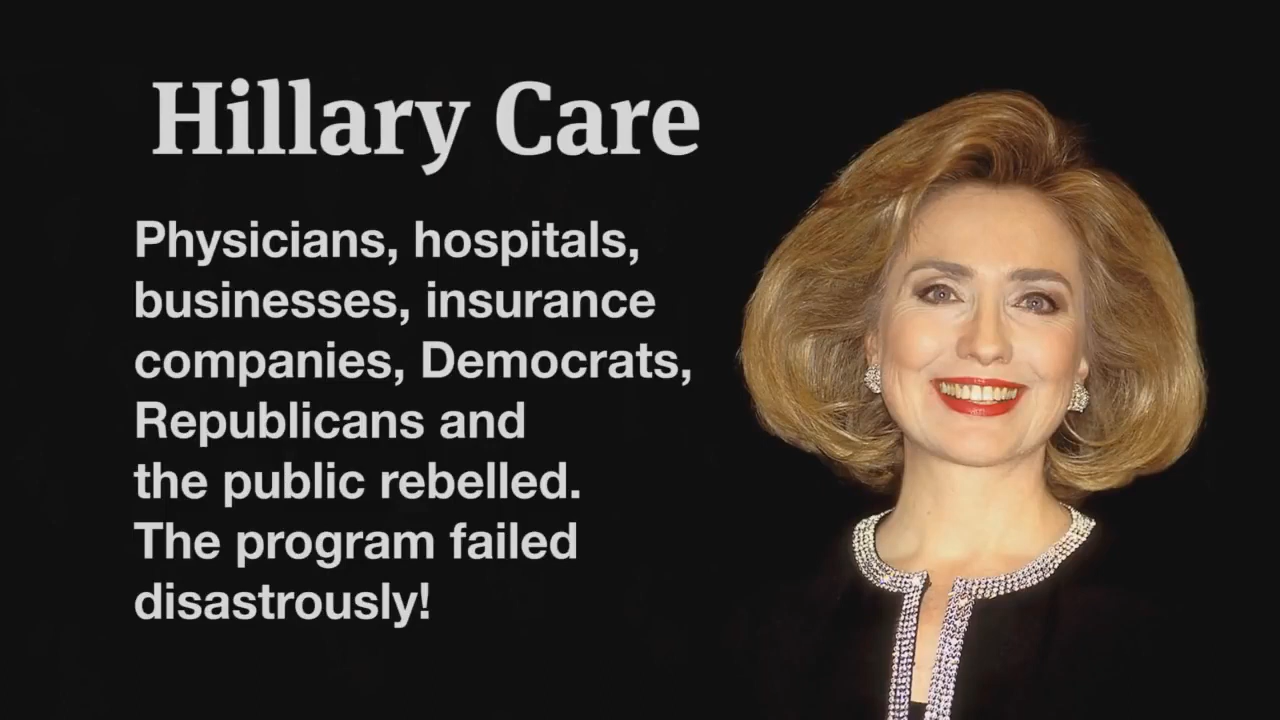 Hillary Care
Physicians, hospitals,
businesses, insurance
companies, Democrats,
Republicans and
the public rebelled.
The program failed
disastrously!